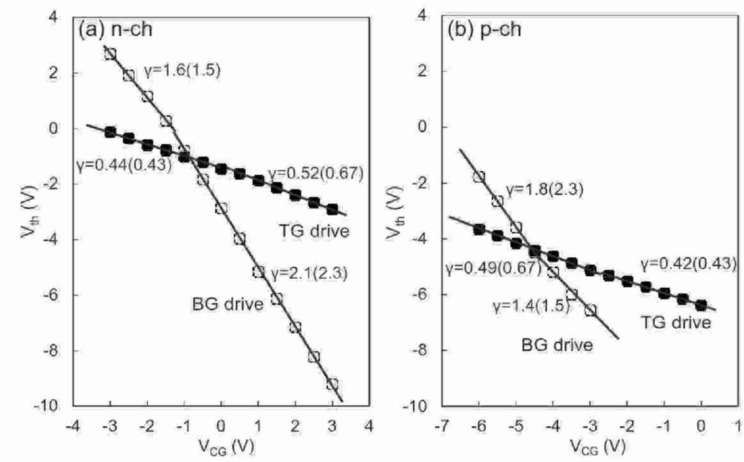 (a) n-ch
γ=1.6(1.5)
γ=0.44(0.43)
γ=0.52(0.67)
TG drive
γ=2.1(2.3)
BG drive
4
2
0
-2
-4
-6
-8
-10
Vth (V)
-4 -3 -2 -1 0 1 2 3 4
VCG (V)
(b) p-ch
γ=1.8(2.3)
γ=0.49(0.67)
γ=0.42(0.43)
γ=1.4(1.5)
TG drive
BG drive
4
2
0
-2
-4
-6
-8
-10
Vth (V)
-7 -6 -5 -4 -3 -2 -1 0 1
VCG (V)